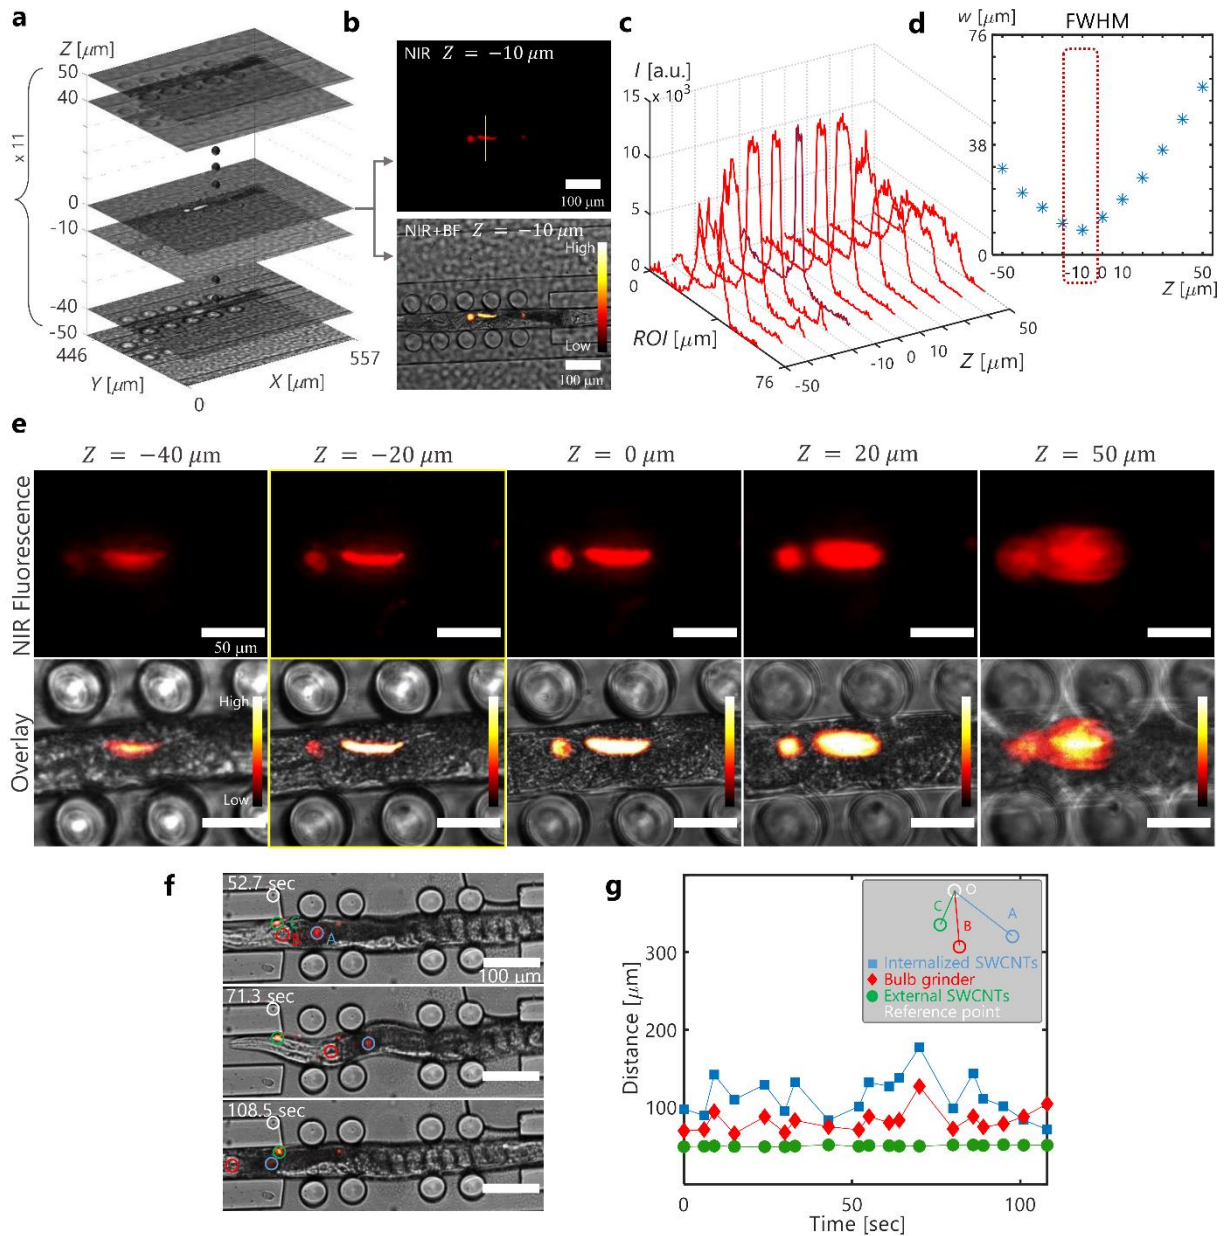 a
Z [μm]
50
40
x 11
0
-10
-40
-50
446
557
Y [μm]
X [μm]
0
b
NIR Z = −10 μm
100 μm
NIR+BF Z = −10 μm
High
Low
100 μm
c
I [a.u.]
x 10³
15
10
5
0
0
ROI [μm]
76
-50
-10
0
10
50
Z [μm]
d
w [μm]
FWHM
76
38
0
-50
-10
0
10
50
Z [μm]
e
Z = −40 μm
Z = −20 μm
Z = 0 μm
Z = 20 μm
Z = 50 μm
NIR Fluorescence
50 μm
Overlay
High
Low
f
52.7 sec
C
B
A
100 μm
71.3 sec
108.5 sec
g
O
C
A
B
Internalized SWCNTs
Bulb grinder
External SWCNTs
Reference point
Distance [μm]
300
200
100
0
50
100
Time [sec]